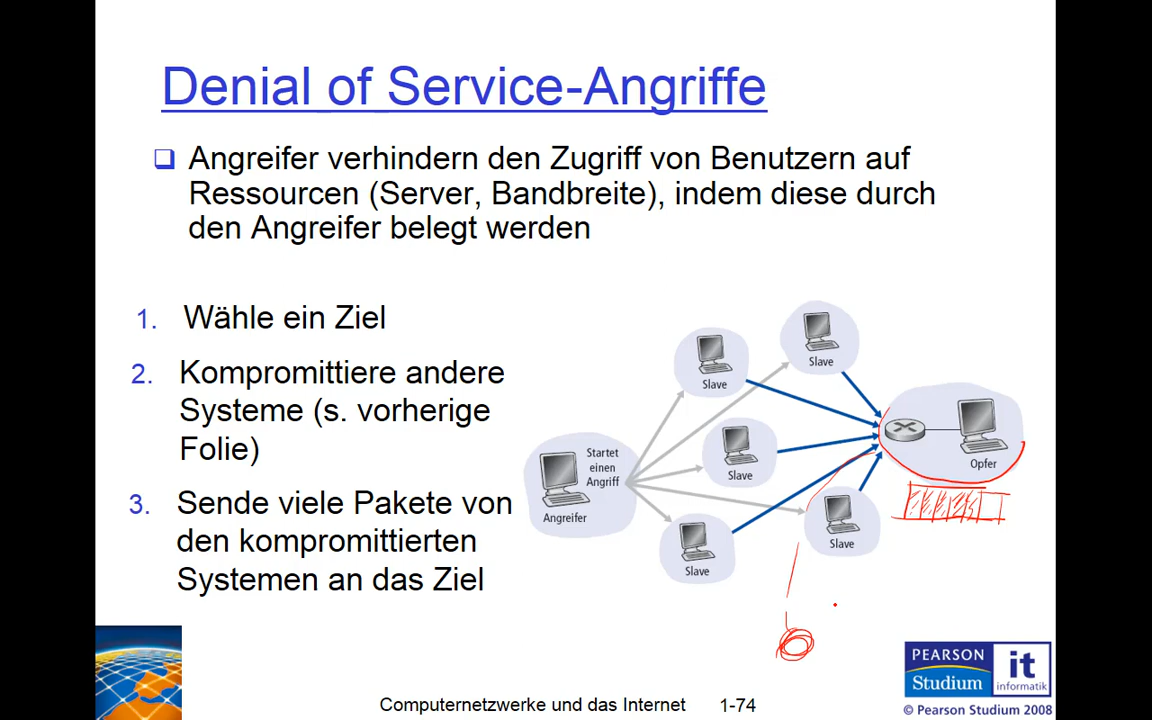 Denial of Service-Angriffe
Angreifer verhindern den Zugriff von Benutzern auf
Ressourcen (Server, Bandbreite), indem diese durch
den Angreifer belegt werden
1. Wähle ein Ziel
2. Kompromittiere andere
Systeme (s. vorherige
Folie)
3. Sende viele Pakete von
den kompromittierten
Systemen an das Ziel
Slave
Slave
Startet
einen
Angriff
Angreifer
Slave
Slave
Slave
Opfer
Computernetzwerke und das Internet
1-74
PEARSON
Studium
it
informatik
© Pearson Studium 2008